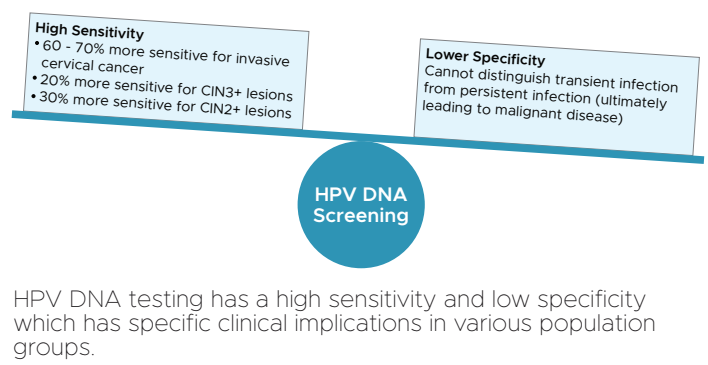 High Sensitivity
• 60 - 70% more sensitive for invasive
cervical cancer
• 20% more sensitive for CIN3+ lesions
• 30% more sensitive for CIN2+ lesions
Lower Specificity
Cannot distinguish transient infection
from persistent infection (ultimately
leading to malignant disease)
HPV DNA
Screening
HPV DNA testing has a high sensitivity and low specificity
which has specific clinical implications in various population
groups.